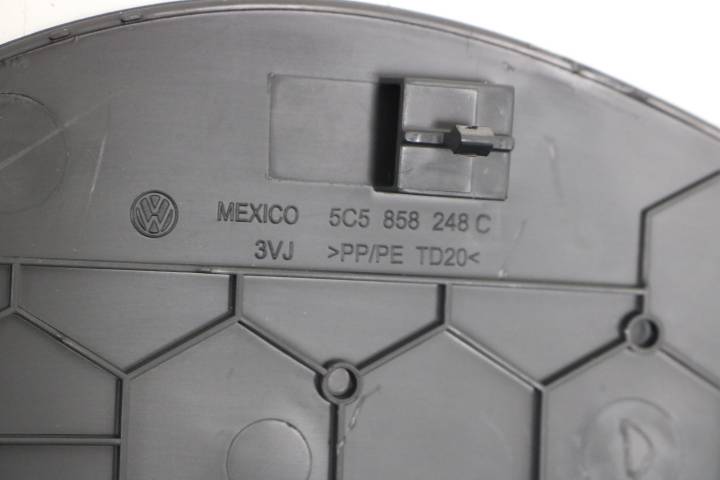 MEXICO 5C5 858 248 C
3VJ >PP/PE TD20<